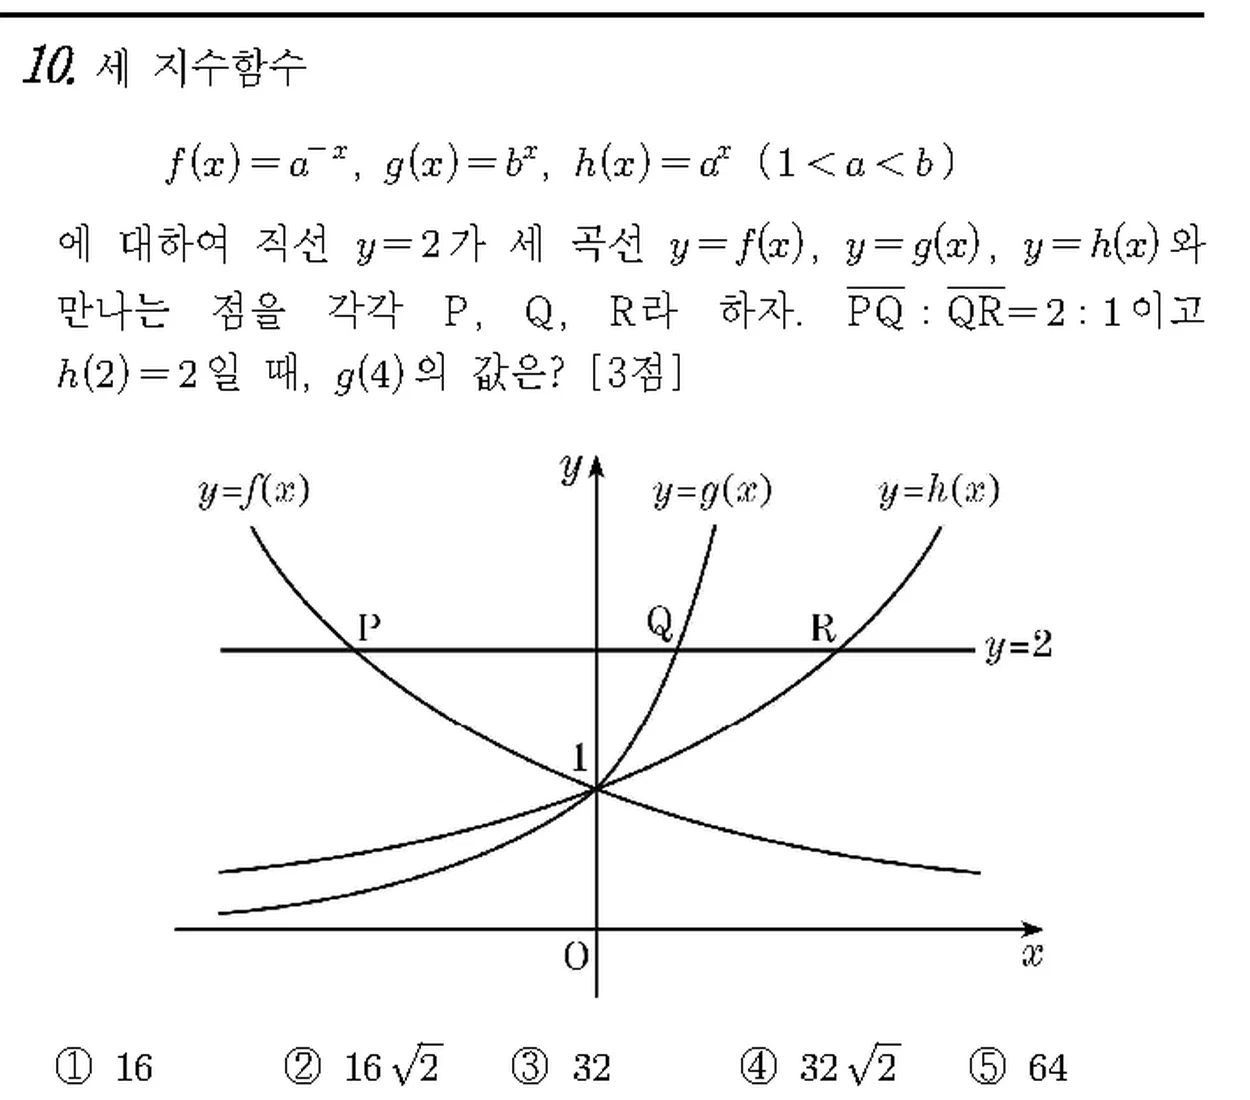 10. 세 지수함수
f(x)=a^{-x}, g(x)=b^x, h(x)=a^x (1<a<b)
에 대하여 직선 y=2가 세 곡선 y=f(x), y=g(x), y=h(x)와
만나는 점을 각각 P, Q, R라 하자. \overline{PQ} : \overline{QR}=2 : 1이고
h(2)=2일 때, g(4)의 값은? [3점]
y=f(x) y y=g(x) y=h(x)
P Q R y=2
1
O x
① 16 ② 16√2 ③ 32 ④ 32√2 ⑤ 64